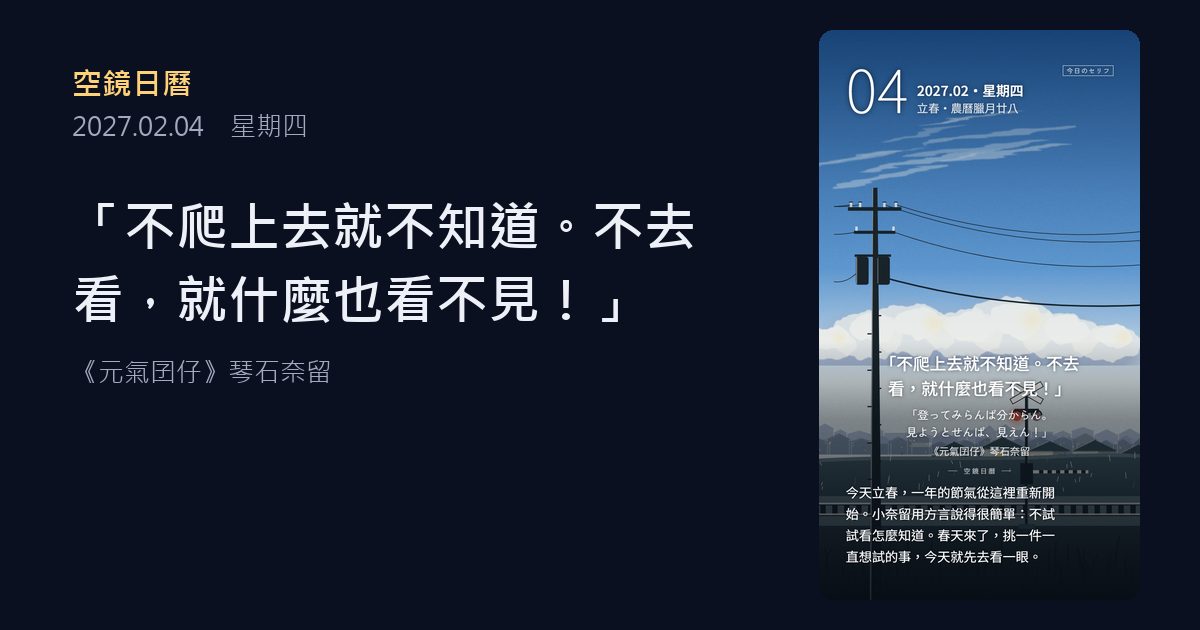 空鏡日曆
2027.02.04 星期四
「不爬上去就不知道。不去
看，就什麼也看不見！」
《元氣囝仔》琴石奈留
04
2027.02・星期四
立春・農曆臘月廿八
今日のセリフ
「不爬上去就不知道。不去
看，就什麼也看不見！」
「登ってみらんば分からん。
見ようとせんば、見えん！」
《元氣囝仔》琴石奈留
— 空鏡日曆 —
今天立春，一年的節氣從這裡重新開
始。小奈留用方言說得很簡單：不試
試看怎麼知道。春天來了，挑一件一
直想試的事，今天就先去看一眼。